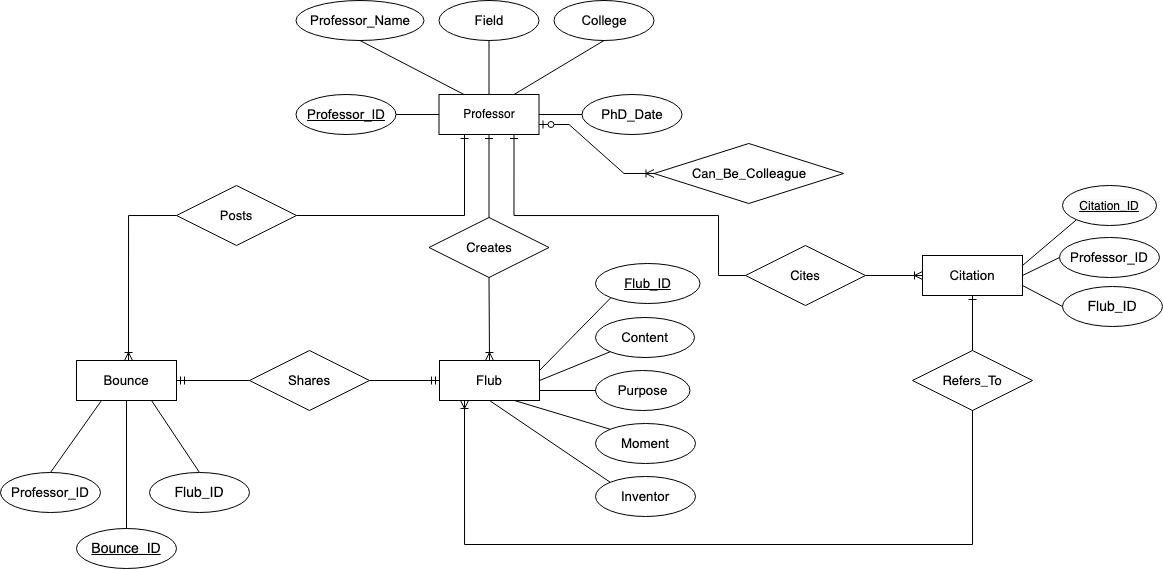 Professor_Name
Field
College
Professor_ID
Professor
PhD_Date
Can_Be_Colleague
Posts
Creates
Citation_ID
Professor_ID
Flub_ID
Cites
Citation
Flub_ID
Content
Purpose
Moment
Inventor
Bounce
Shares
Flub
Refers_To
Professor_ID
Flub_ID
Bounce_ID